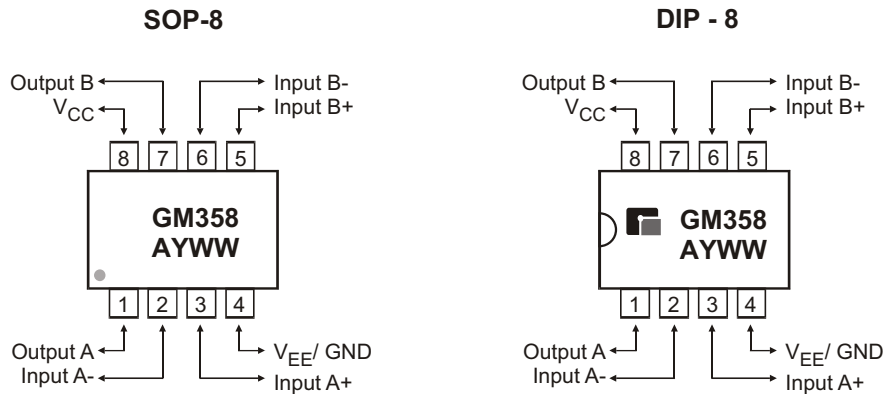 SOP-8
Output B
Input B-
VCC
Input B+
8 7 6 5
GM358
AYWW
1 2 3 4
Output A
VEE/ GND
Input A-
Input A+
DIP - 8
Output B
Input B-
VCC
Input B+
8 7 6 5
GM358
AYWW
1 2 3 4
Output A
VEE/ GND
Input A-
Input A+